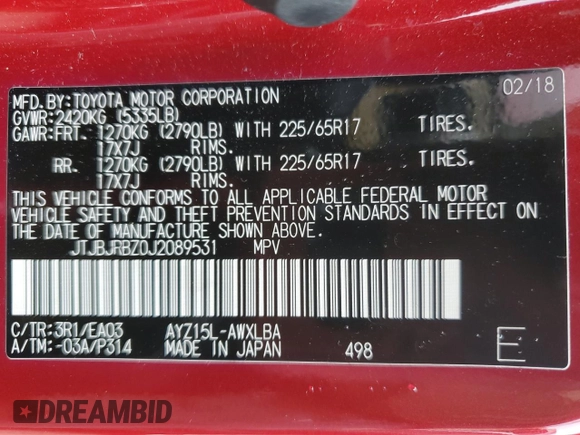 MFD.BY:TOYOTA MOTOR CORPORATION 02/18
GVWR:2420KG (5335LB)
GAWR:FRT. 1270KG (2790LB) WITH 225/65R17 TIRES.
17X7J RIMS.
RR. 1270KG (2790LB) WITH 225/65R17 TIRES.
17X7J RIMS.
THIS VEHICLE CONFORMS TO ALL APPLICABLE FEDERAL MOTOR
VEHICLE SAFETY AND THEFT PREVENTION STANDARDS IN EFFECT ON
THE DATE OF MANUFACTURE SHOWN ABOVE.
JTJBJRBZ0J2089531 MPV
C/TR:3R1/EA03 AYZ15L-AWXLBA
A/TM:-03A/P314 MADE IN JAPAN 498 E
DREAMBID